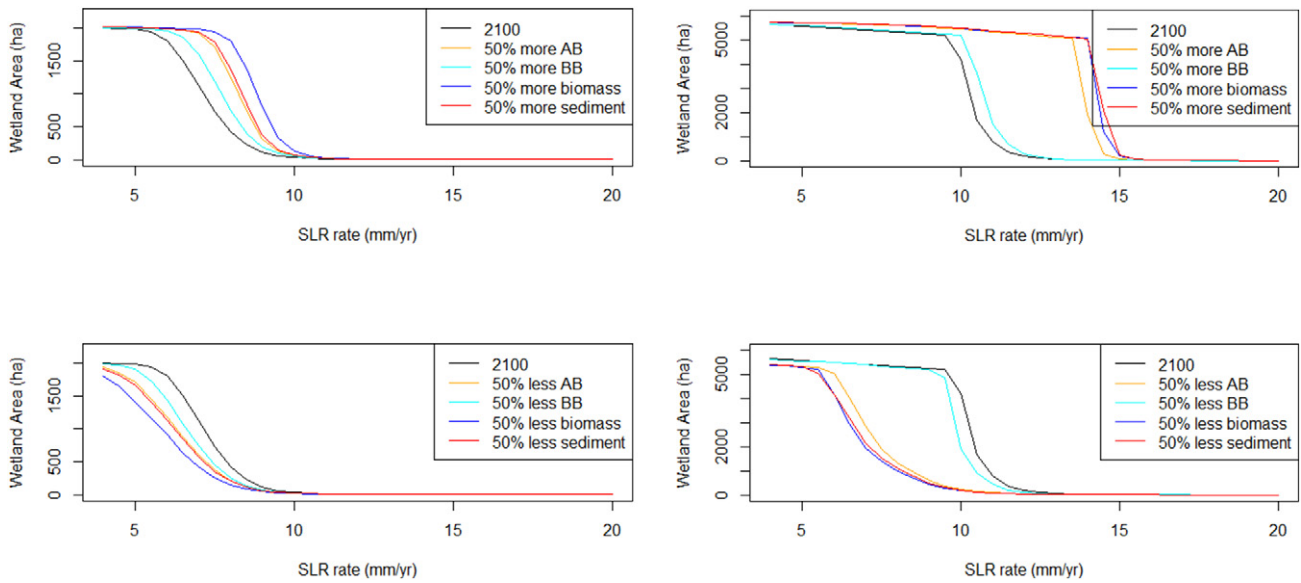 Wetland Area (ha)
0
500
1500
5
10
15
20
SLR rate (mm/yr)
2100
50% more AB
50% more BB
50% more biomass
50% more sediment
Wetland Area (ha)
0
2000
5000
5
10
15
20
SLR rate (mm/yr)
2100
50% more AB
50% more BB
50% more biomass
50% more sediment
Wetland Area (ha)
0
500
1500
5
10
15
20
SLR rate (mm/yr)
2100
50% less AB
50% less BB
50% less biomass
50% less sediment
Wetland Area (ha)
0
2000
5000
5
10
15
20
SLR rate (mm/yr)
2100
50% less AB
50% less BB
50% less biomass
50% less sediment